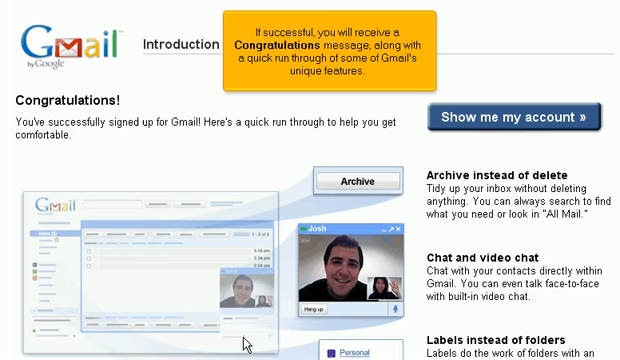 Gmail™
by Google
Introduction
If successful, you will receive a
Congratulations message, along with
a quick run through of some of Gmail's
unique features.
Congratulations!
You've successfully signed up for Gmail! Here's a quick run through to help you get
comfortable.
Show me my account »
Archive
Archive instead of delete
Tidy up your inbox without deleting
anything. You can always search to find
what you need or look in "All Mail."
Gmail
Josh
Hang up
Chat and video chat
Chat with your contacts directly within
Gmail. You can even talk face-to-face
with built-in video chat.
Labels instead of folders
Labels do the work of folders with an
Personal